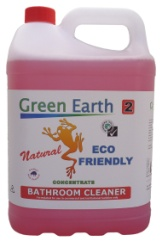 Green Earth
2
Natural
ECO
FRIENDLY
CONCENTRATE
BATHROOM CLEANER